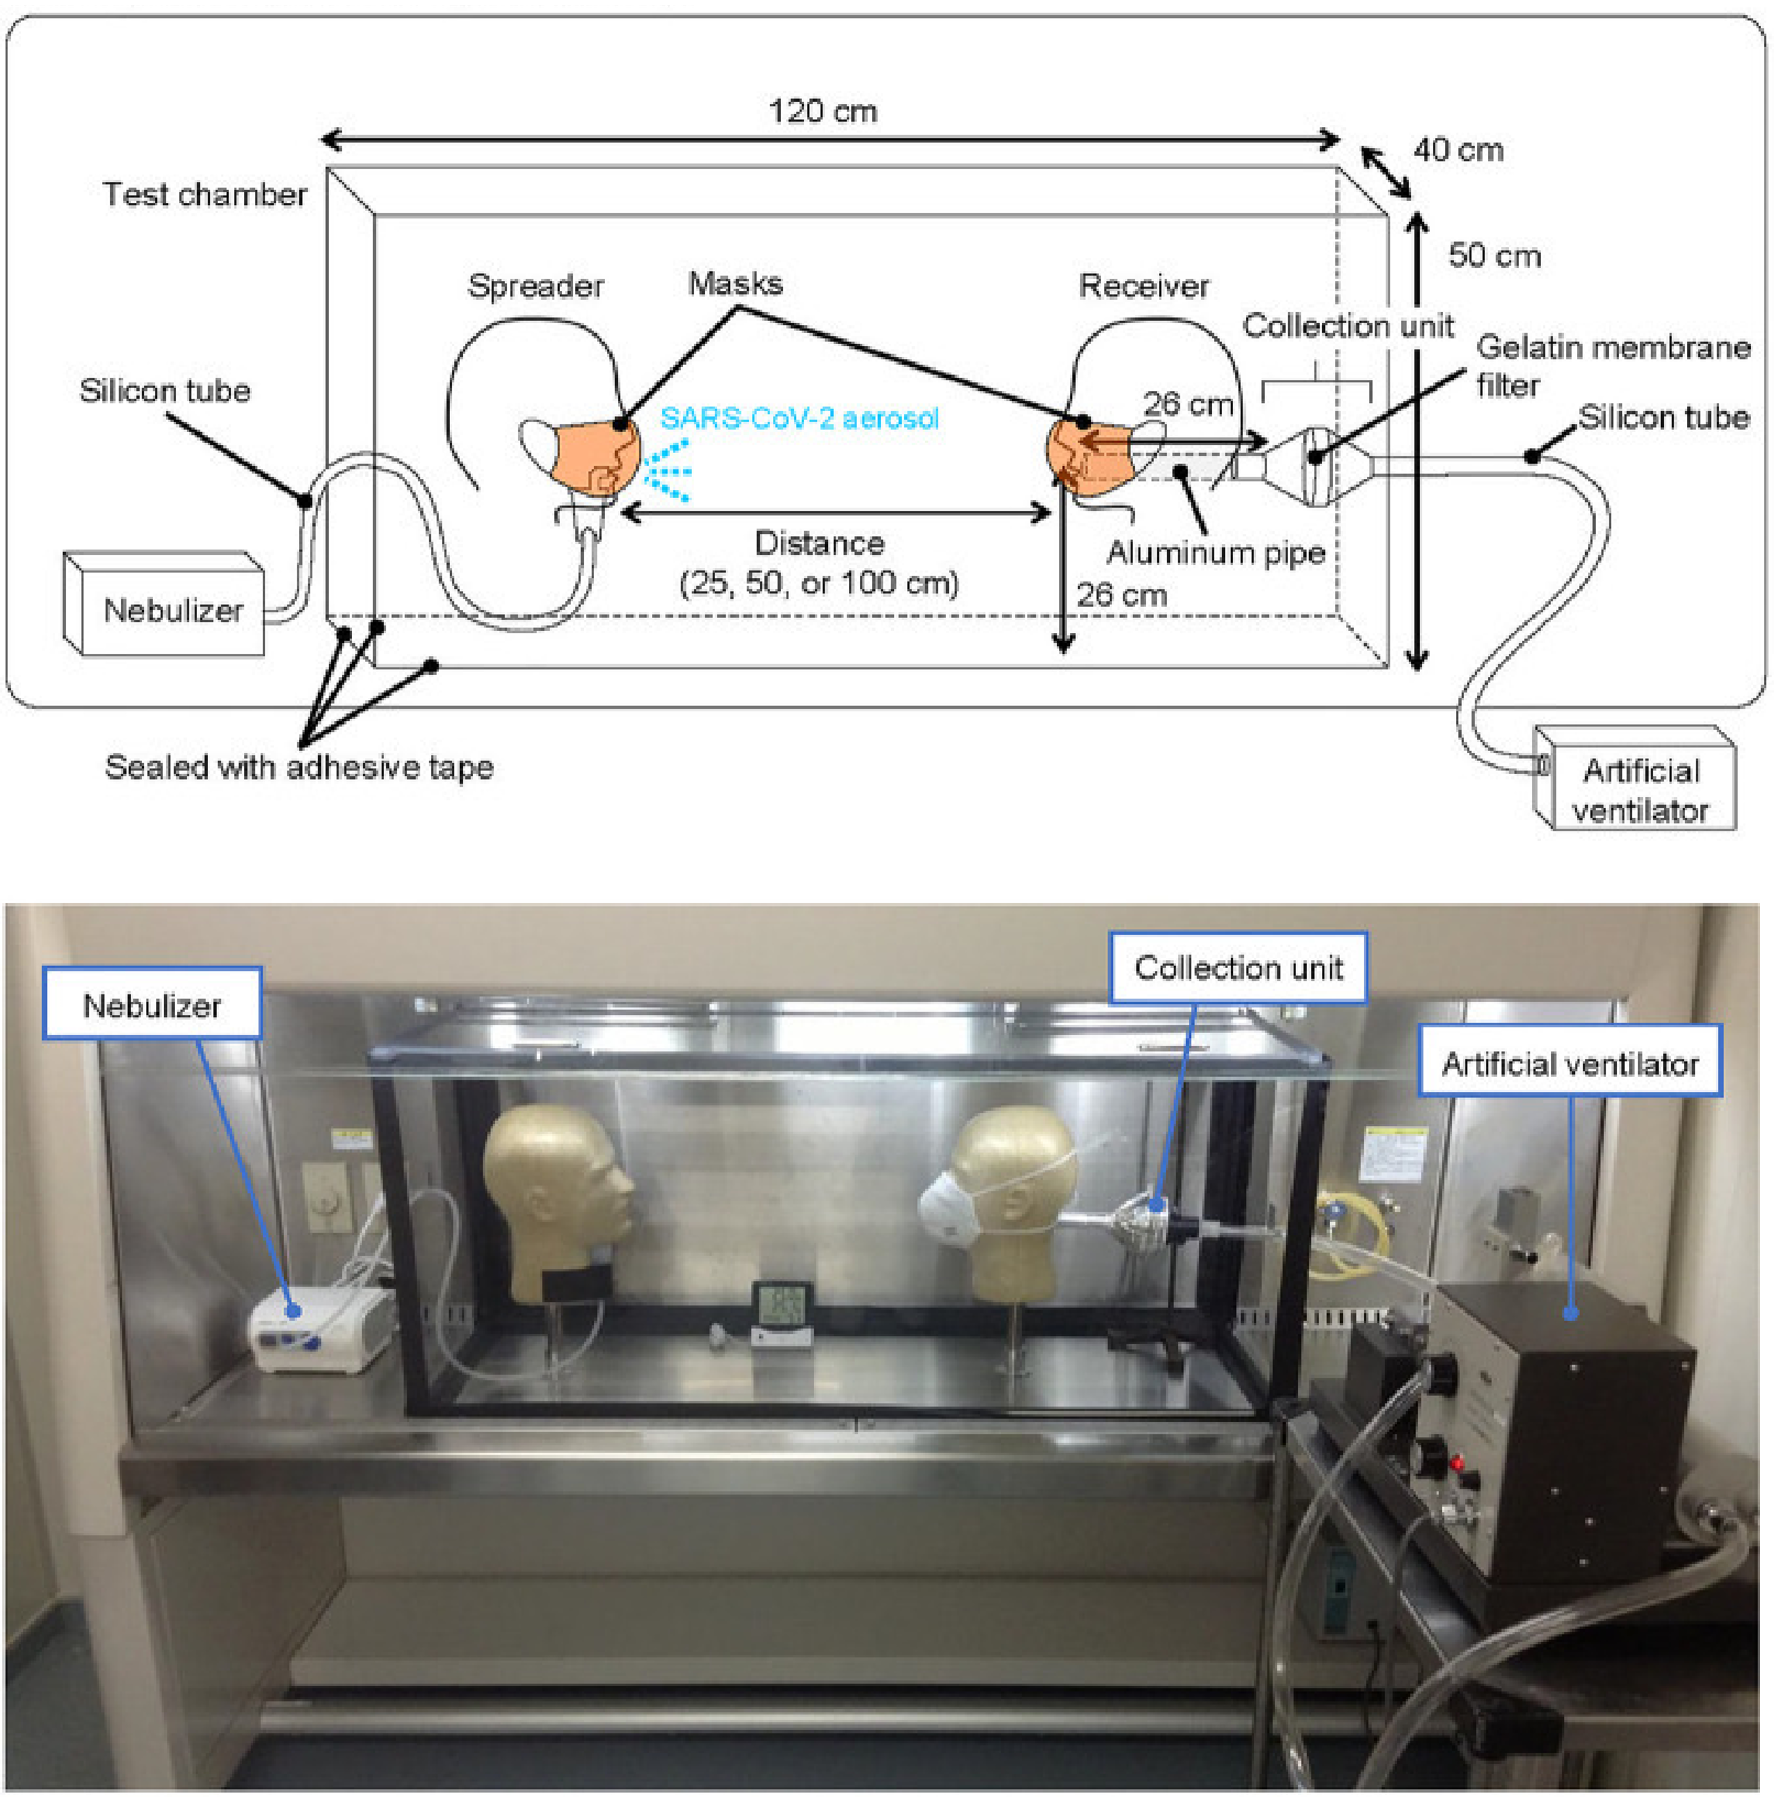 120 cm
40 cm
Test chamber
50 cm
Spreader
Masks
Receiver
Collection unit
Gelatin membrane
filter
Silicon tube
26 cm
SARS-CoV-2 aerosol
Silicon tube
Distance
(25, 50, or 100 cm)
Aluminum pipe
26 cm
Nebulizer
Sealed with adhesive tape
Artificial
ventilator
Collection unit
Nebulizer
Artificial ventilator